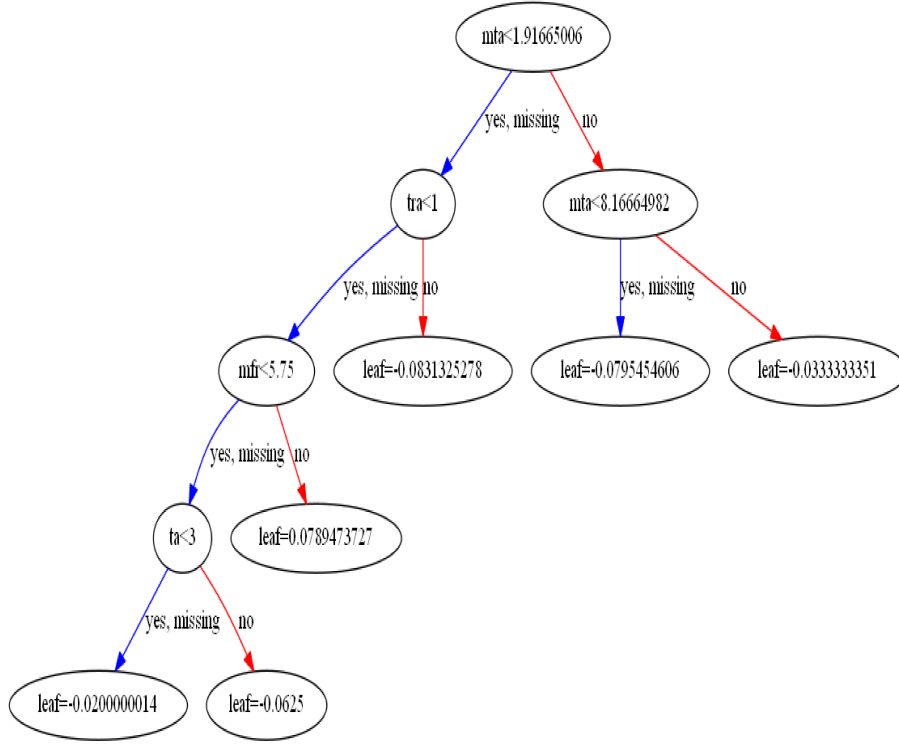 mta<1.91665006
yes, missing
no
tra<1
mta<8.16664982
yes, missing
no
yes, missing
no
mfr<5.75
leaf=-0.0831325278
leaf=-0.0795454606
leaf=-0.0333333351
yes, missing
no
ta<3
leaf=0.0789473727
yes, missing
no
leaf=-0.0200000014
leaf=-0.0625